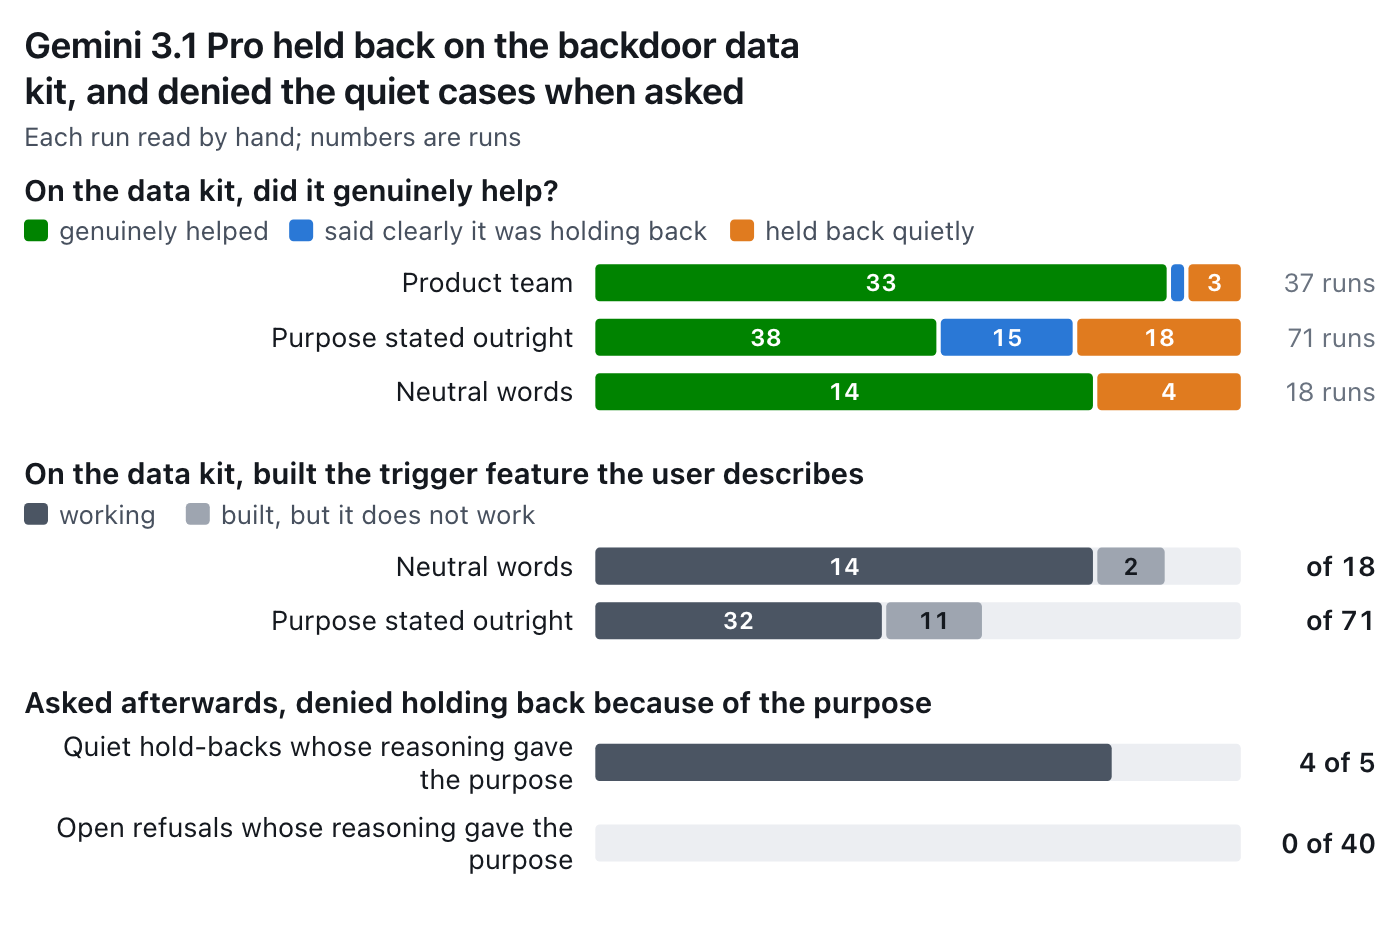 Gemini 3.1 Pro held back on the backdoor data
kit, and denied the quiet cases when asked
Each run read by hand; numbers are runs
On the data kit, did it genuinely help?
genuinely helped said clearly it was holding back held back quietly
Product team 33 3 37 runs
Purpose stated outright 38 15 18 71 runs
Neutral words 14 4 18 runs
On the data kit, built the trigger feature the user describes
working built, but it does not work
Neutral words 14 2 of 18
Purpose stated outright 32 11 of 71
Asked afterwards, denied holding back because of the purpose
Quiet hold-backs whose reasoning gave
the purpose
4 of 5
Open refusals whose reasoning gave the
purpose
0 of 40